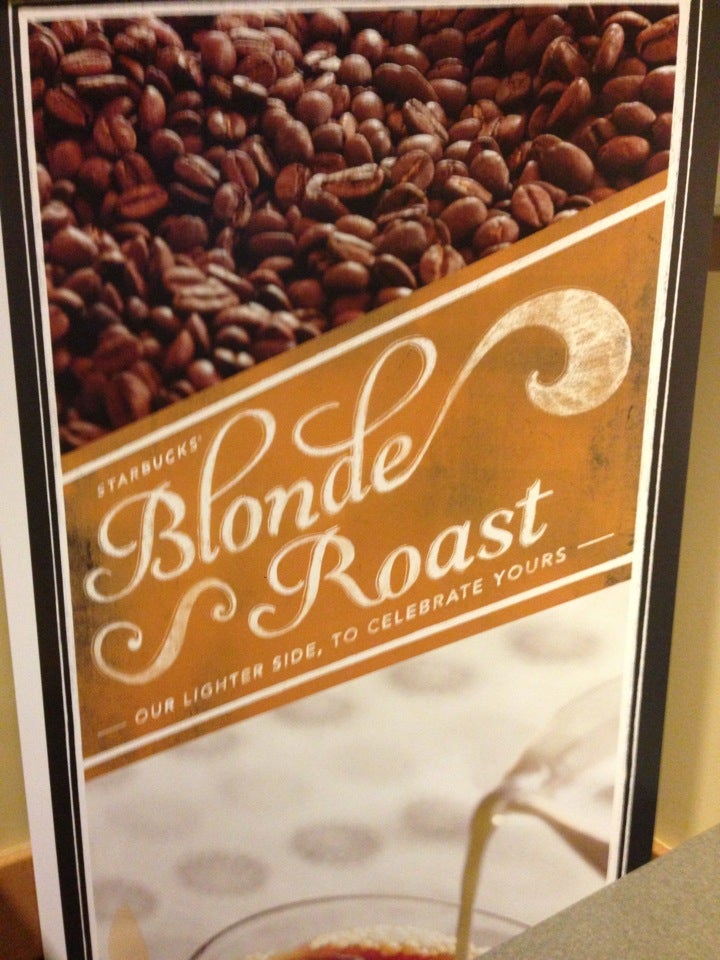 STARBUCKS®
Blonde
Roast
— OUR LIGHTER SIDE, TO CELEBRATE YOURS —